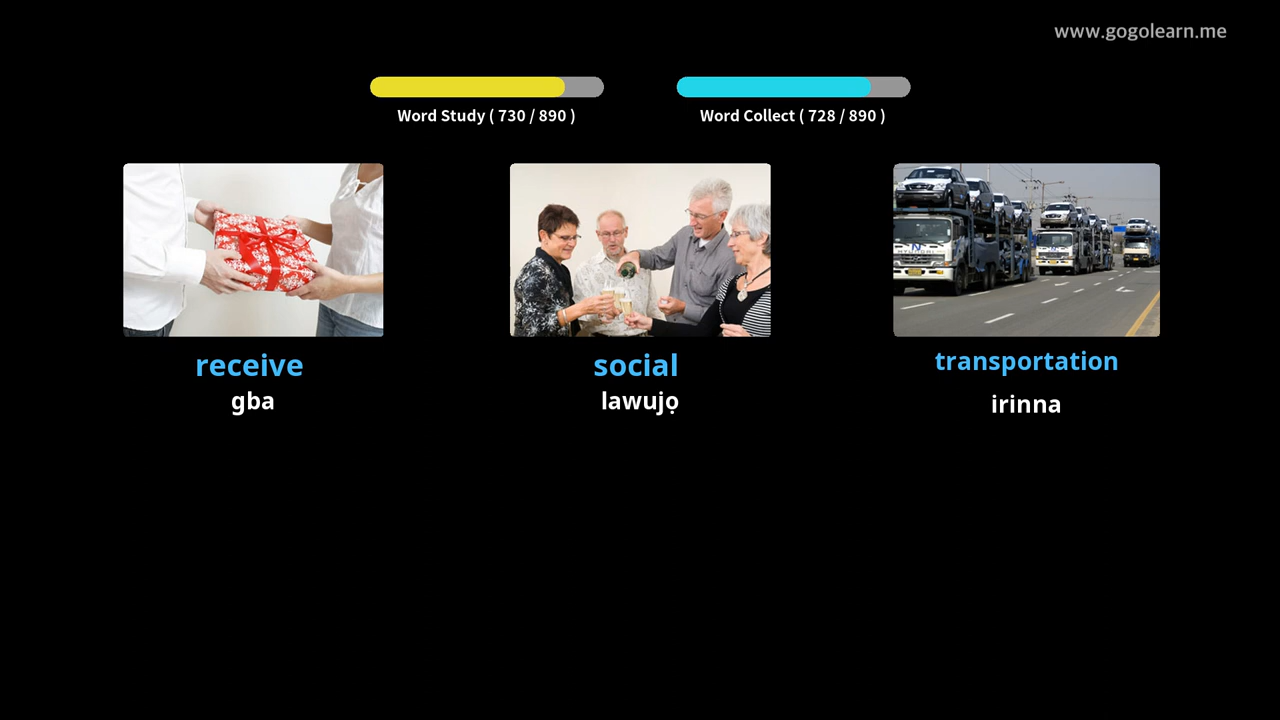 www.gogolearn.me
Word Study ( 730 / 890 )
Word Collect ( 728 / 890 )
receive
social
transportation
gba
lawujọ
irinna